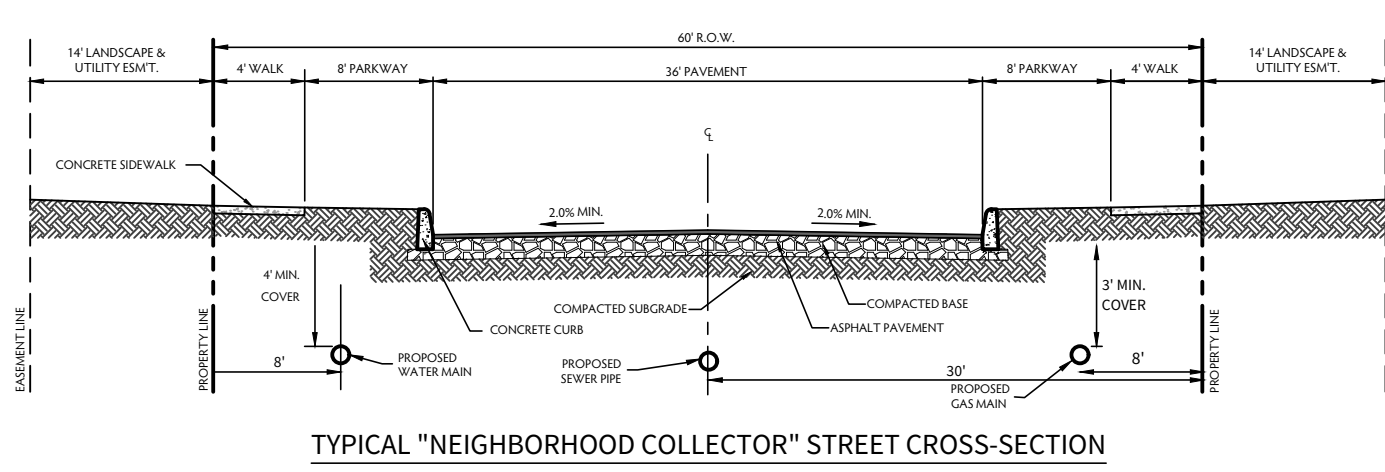 60' R.O.W.
14' LANDSCAPE &
UTILITY ESM'T.
4' WALK
8' PARKWAY
36' PAVEMENT
8' PARKWAY
4' WALK
14' LANDSCAPE &
UTILITY ESM'T.
℄
CONCRETE SIDEWALK
2.0% MIN.
2.0% MIN.
4' MIN.
COVER
3' MIN.
COVER
COMPACTED SUBGRADE
COMPACTED BASE
CONCRETE CURB
ASPHALT PAVEMENT
EASEMENT LINE
PROPERTY LINE
8'
PROPOSED
WATER MAIN
PROPOSED
SEWER PIPE
30'
PROPOSED
GAS MAIN
8'
PROPERTY LINE
TYPICAL "NEIGHBORHOOD COLLECTOR" STREET CROSS-SECTION